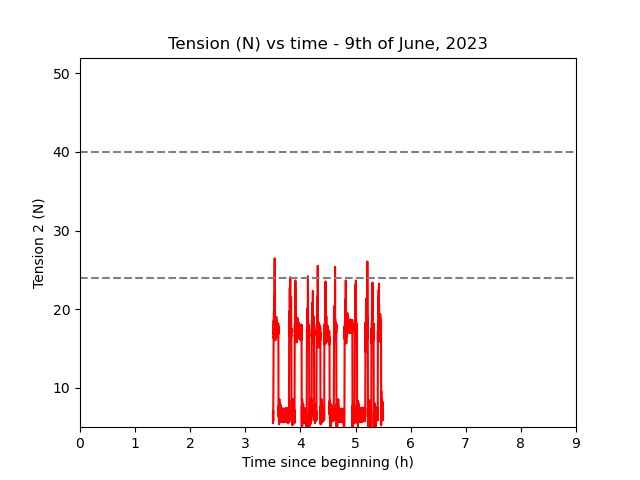 Tension (N) vs time - 9th of June, 2023
50
40
30
20
10
Tension 2 (N)
0 1 2 3 4 5 6 7 8 9
Time since beginning (h)